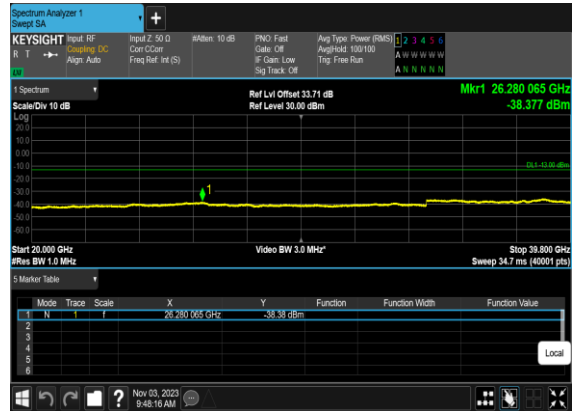 Spectrum Analyzer 1
Swept SA
+
KEYSIGHT Input: RF Input Z: 50 Ω #Atten: 10 dB PNO: Fast Avg Type: Power (RMS) 1 2 3 4 5 6
R T Coupling: DC Corr CCorr Gate: Off Avg|Hold: 100/100 A W W W W W
Align: Auto Freq Ref: Int (S) IF Gain: Low Trig: Free Run
Sig Track: Off A N N N N N
1 Spectrum Ref Lvl Offset 33.71 dB Mkr1 26.280 065 GHz
Scale/Div 10 dB Ref Level 30.00 dBm -38.377 dBm
Log
20.0
10.0
0.00
-10.0 DL1 -13.00 dBm
-20.0
-30.0 1
-40.0
-50.0
-60.0
Start 20.000 GHz Video BW 3.0 MHz* Stop 39.800 GHz
#Res BW 1.0 MHz Sweep 34.7 ms (40001 pts)
5 Marker Table
Mode Trace Scale X Y Function Function Width Function Value
1 N 1 f 26.280 065 GHz -38.38 dBm
2
3
4
5
6
Local
? Nov 03, 2023
9:48:16 AM